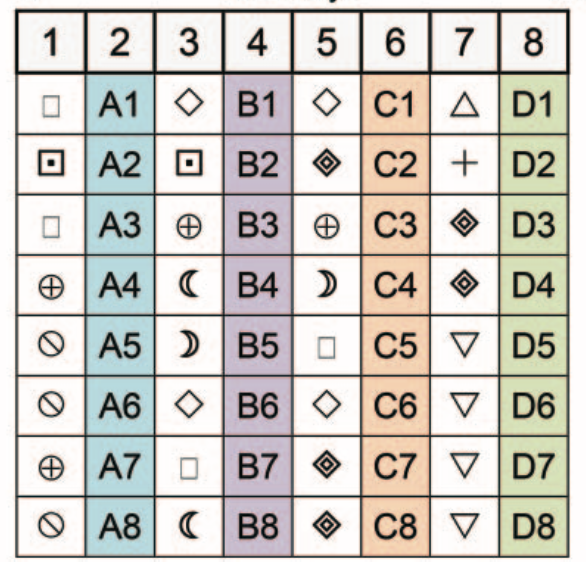 1 2 3 4 5 6 7 8
□ A1 ◇ B1 ◇ C1 △ D1
⊡ A2 ⊡ B2 ◈ C2 + D2
□ A3 ⊕ B3 ⊕ C3 ◈ D3
⊕ A4 ☾ B4 ☽ C4 ◈ D4
⦸ A5 ☽ B5 □ C5 ▽ D5
⦸ A6 ◇ B6 ◇ C6 ▽ D6
⊕ A7 □ B7 ◈ C7 ▽ D7
⦸ A8 ☾ B8 ◈ C8 ▽ D8